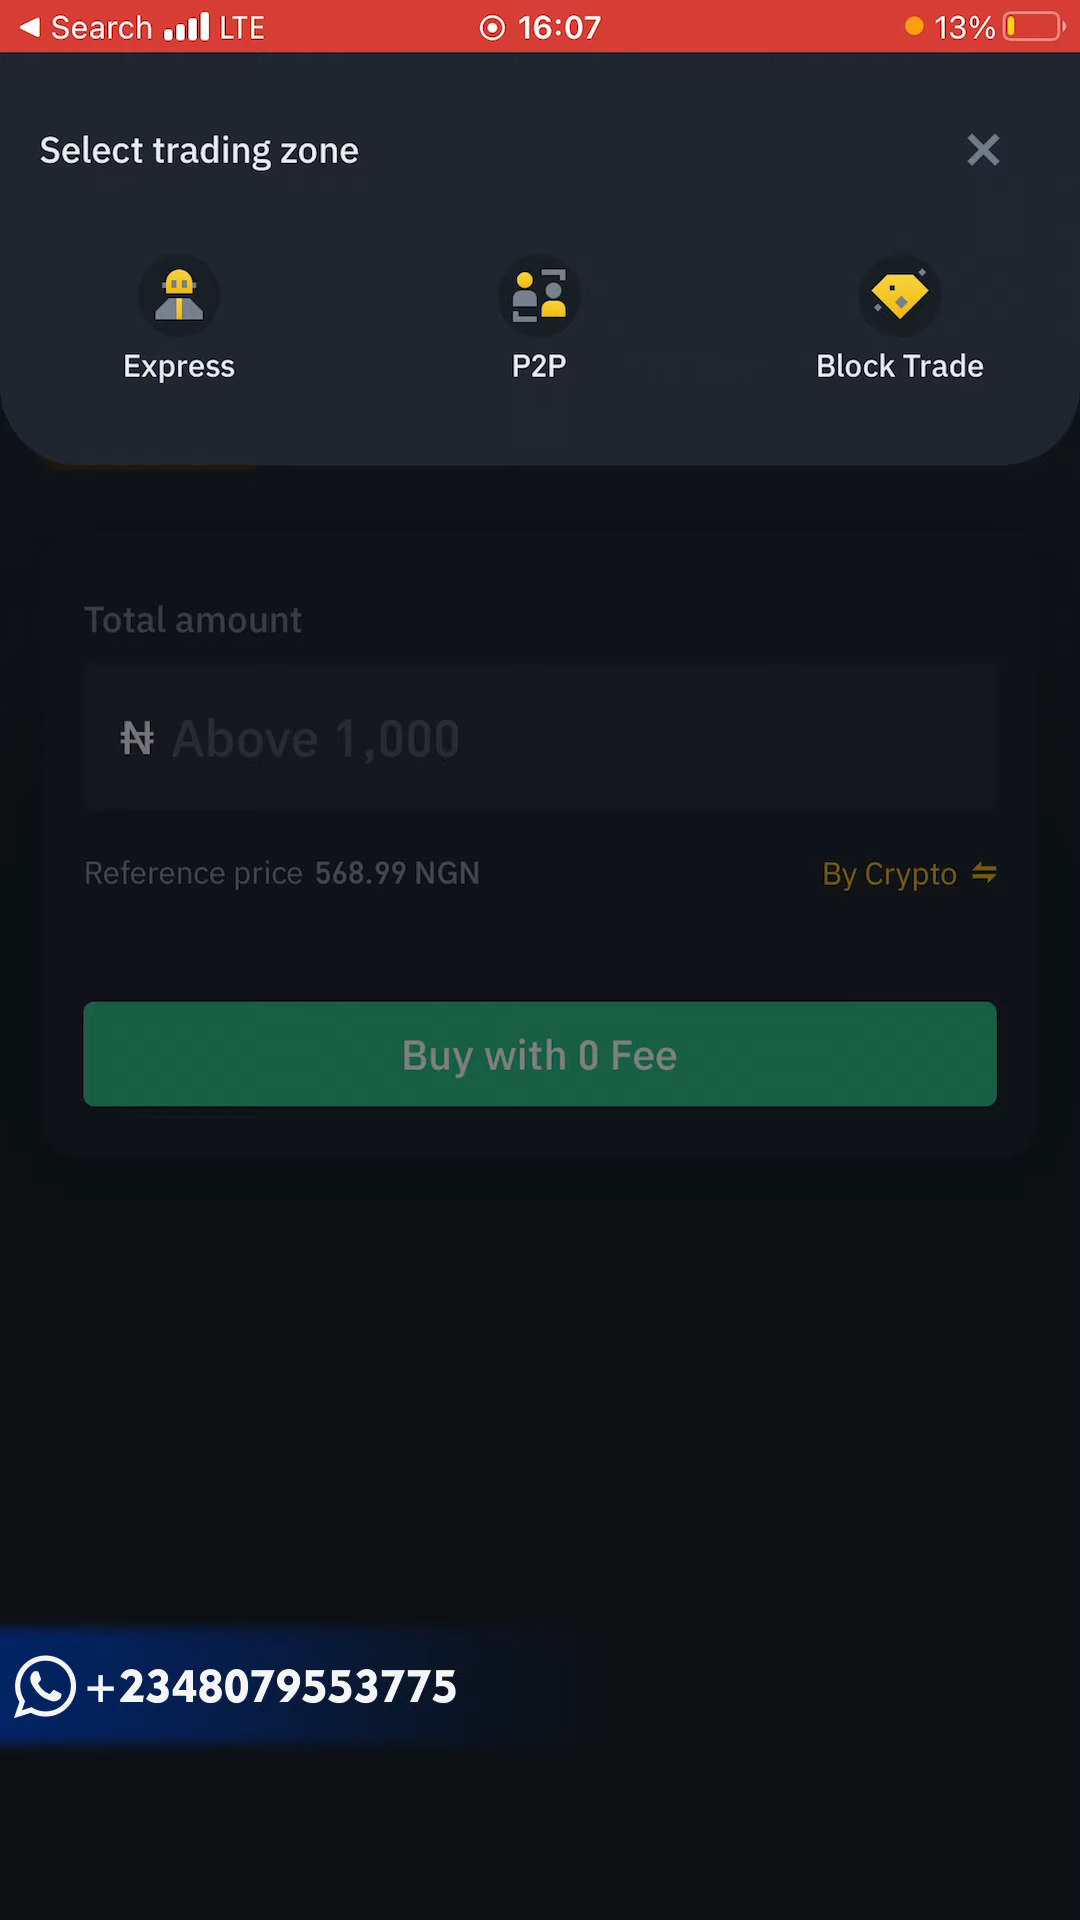 Search LTE 16:07 13%
Select trading zone
Express P2P Block Trade
Total amount
₦ Above 1,000
Reference price 568.99 NGN By Crypto
Buy with 0 Fee
+2348079553775